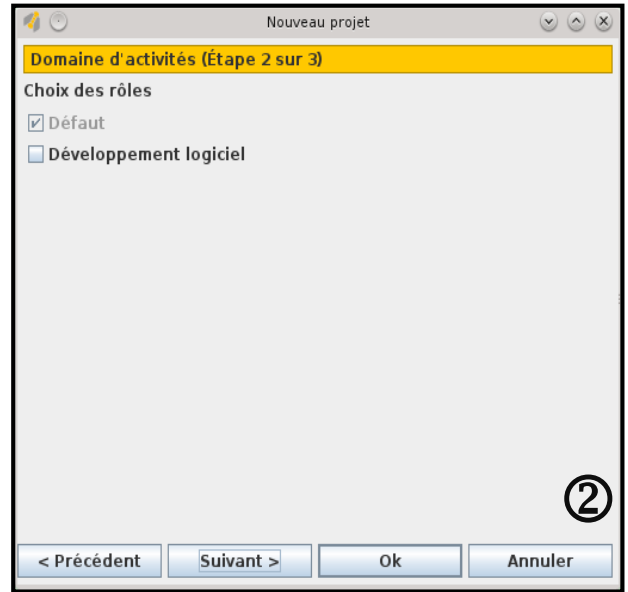 Nouveau projet
Domaine d'activités (Étape 2 sur 3)
Choix des rôles
Défaut
Développement logiciel
②
< Précédent Suivant > Ok Annuler